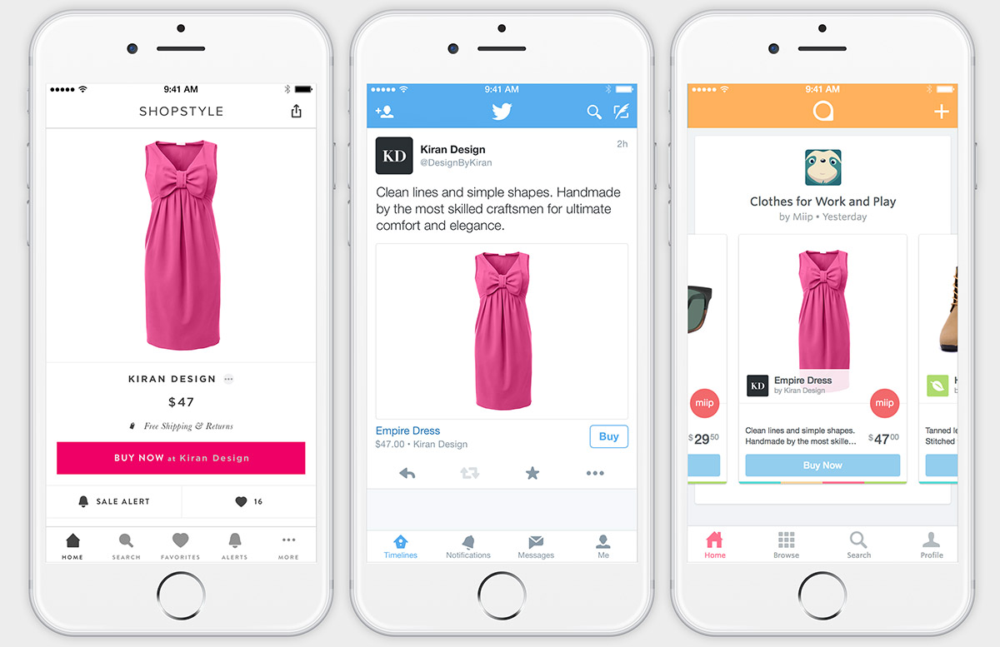 9:41 AM
SHOPSTYLE
KIRAN DESIGN
$47
Free Shipping & Returns
BUY NOW at Kiran Design
SALE ALERT
16
HOME
SEARCH
FAVORITES
ALERTS
MORE
9:41 AM
KD
Kiran Design
@DesignByKiran
2h
Clean lines and simple shapes. Handmade
by the most skilled craftsmen for ultimate
comfort and elegance.
Empire Dress
$47.00 • Kiran Design
Buy
Timelines
Notifications
Messages
Me
9:41 AM
Clothes for Work and Play
by Miip • Yesterday
miip
$2950
KD
Empire Dress
by Kiran Design
miip
Clean lines and simple shapes.
Handmade by the most skille...
$4700
Buy Now
Tanned le
Stitched
Home
Browse
Search
Profile